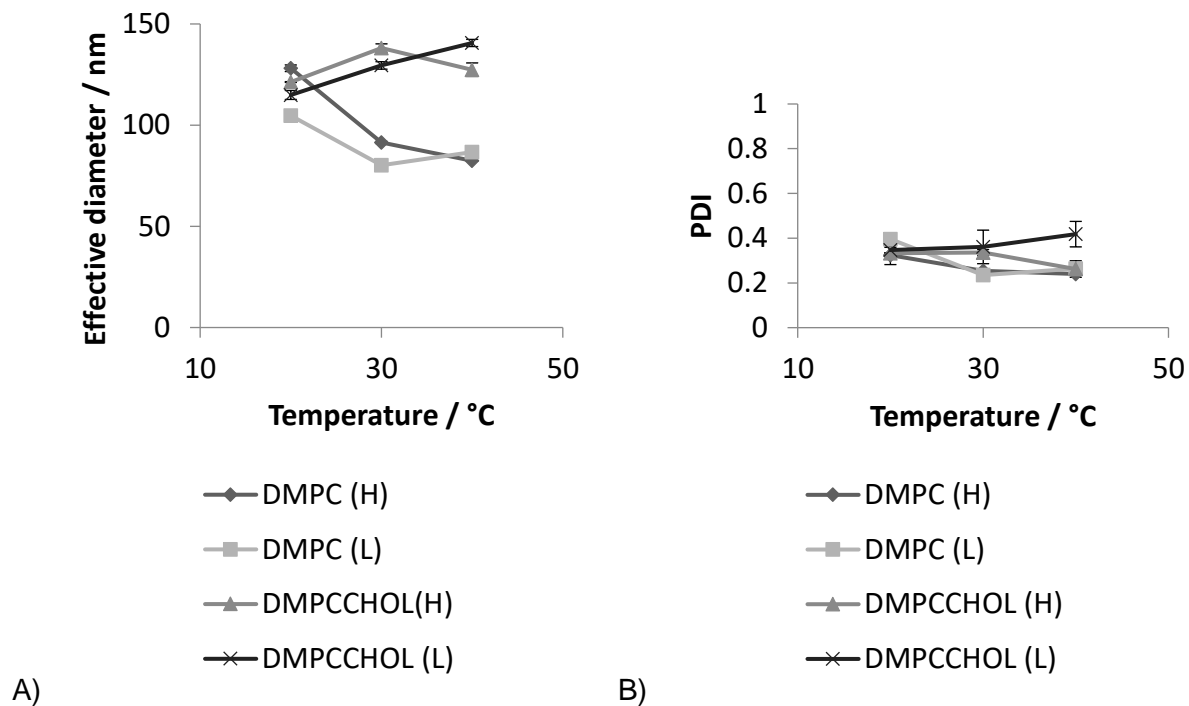 150
100
50
0
10
30
50
Effective diameter / nm
Temperature / °C
DMPC (H)
DMPC (L)
DMPCCHOL(H)
DMPCCHOL (L)
A)
1
0.8
0.6
0.4
0.2
0
10
30
50
PDI
Temperature / °C
DMPC (H)
DMPC (L)
DMPCCHOL (H)
DMPCCHOL (L)
B)